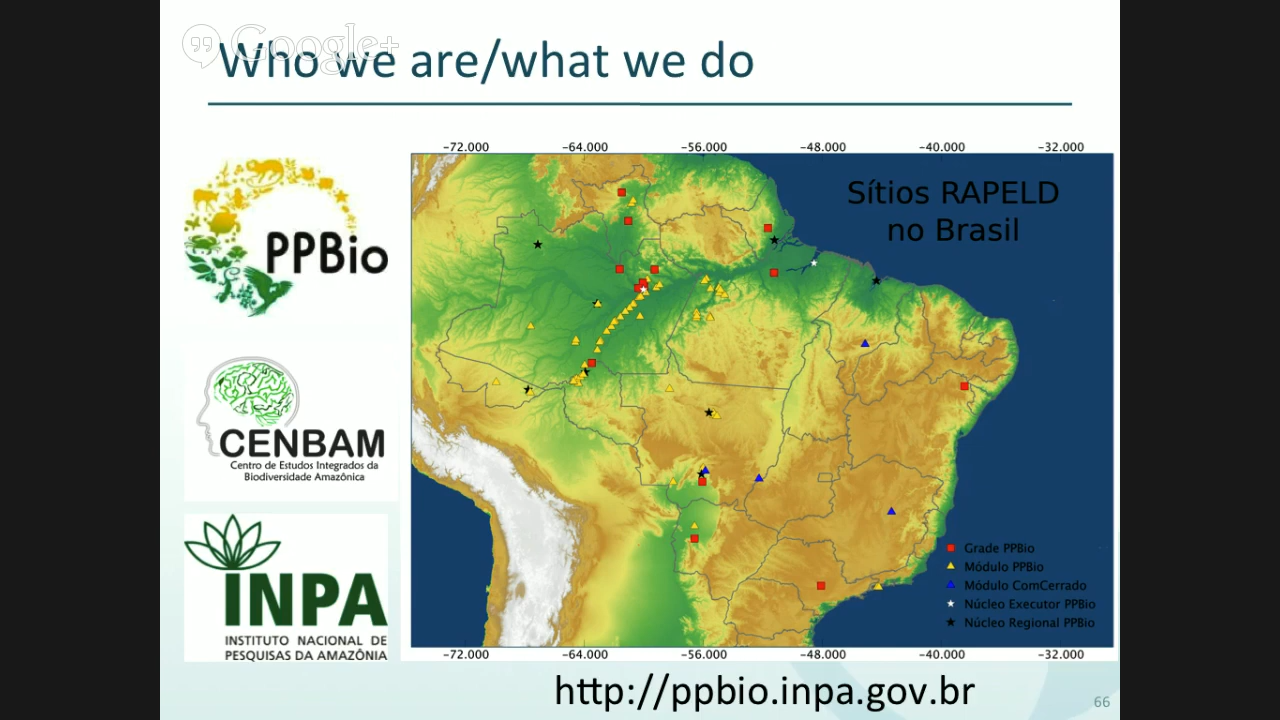 Google+
Who we are/what we do
PPBio
CENBAM
Centro de Estudos Integrados da
Biodiversidade Amazônica
INPA
INSTITUTO NACIONAL DE
PESQUISAS DA AMAZÔNIA
−72.000 −64.000 −56.000 −48.000 −40.000 −32.000
Sítios RAPELD
no Brasil
Grade PPBio
Módulo PPBio
Módulo ComCerrado
Núcleo Executor PPBio
Núcleo Regional PPBio
−72.000 −64.000 −56.000 −48.000 −40.000 −32.000
http://ppbio.inpa.gov.br
66